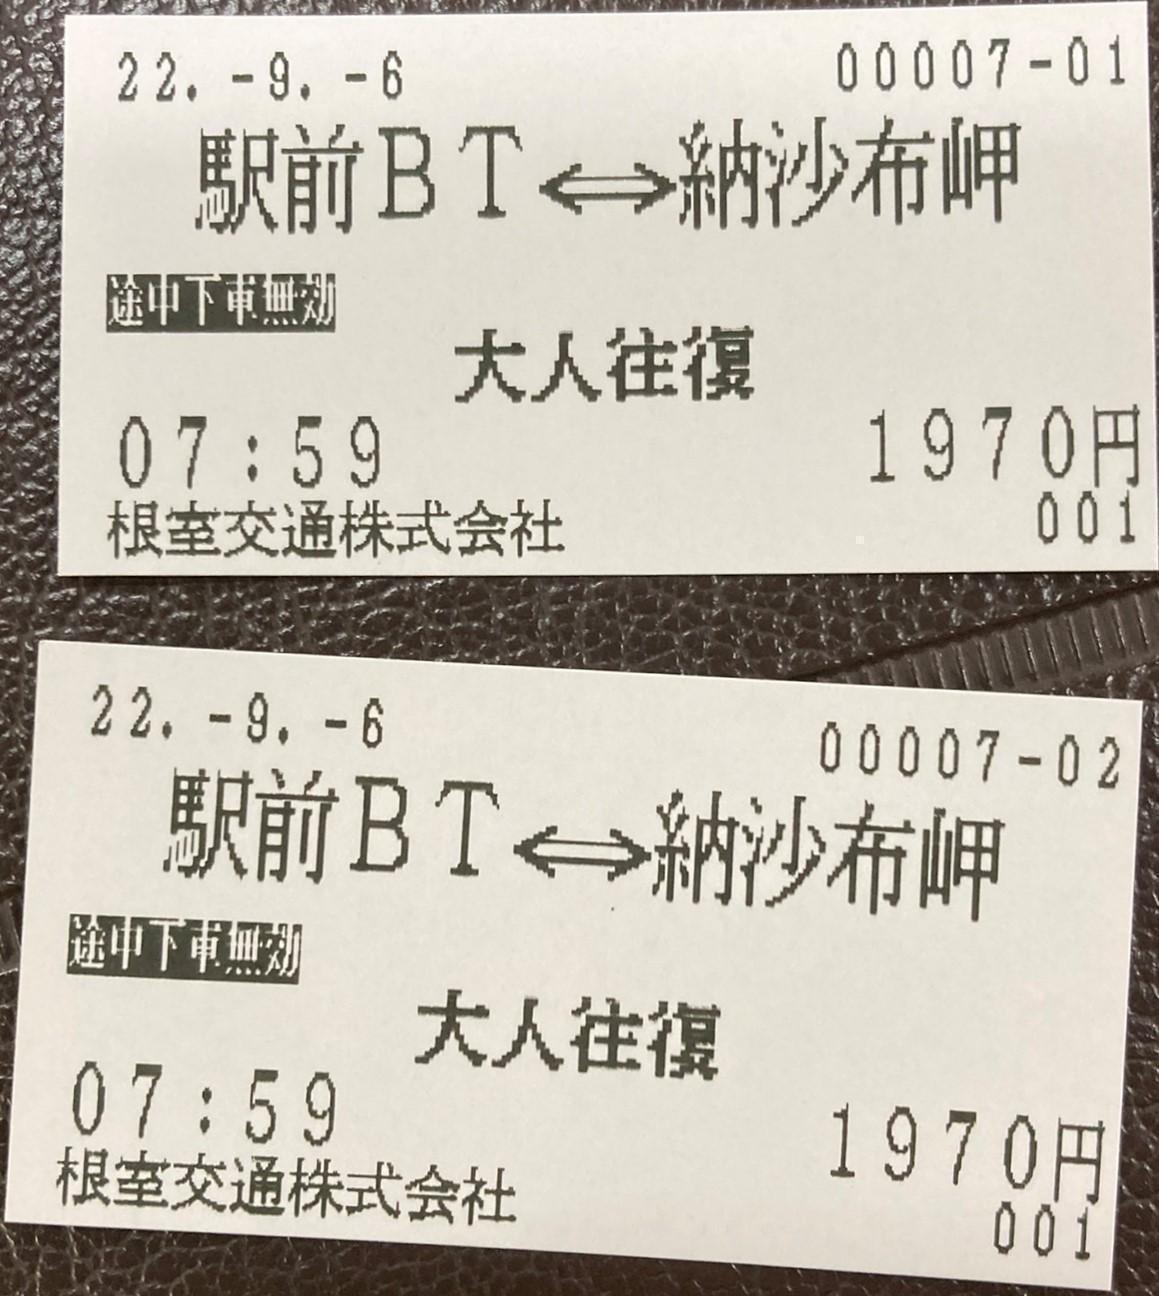 22. -9. -6
00007-01
駅前BT⇔納沙布岬
途中下車無効
大人往復
07:59
1970円
根室交通株式会社
001
22. -9. -6
00007-02
駅前BT⇔納沙布岬
途中下車無効
大人往復
07:59
1970円
根室交通株式会社
001